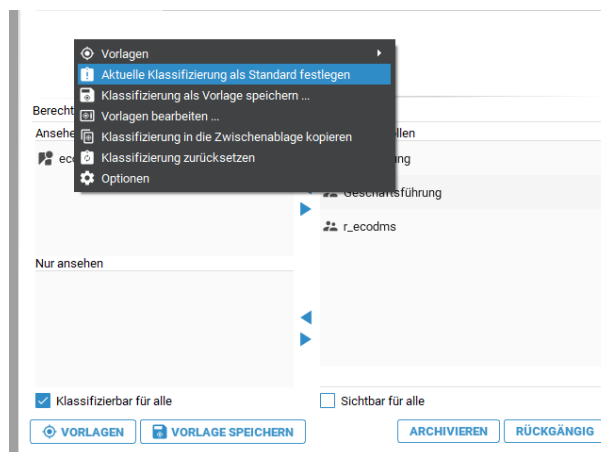 Vorlagen
Aktuelle Klassifizierung als Standard festlegen
Klassifizierung als Vorlage speichern ...
Vorlagen bearbeiten ...
Klassifizierung in die Zwischenablage kopieren
Klassifizierung zurücksetzen
Optionen
Geschäftsführung
r_ecodms
Nur ansehen
Klassifizierbar für alle
Sichtbar für alle
VORLAGEN
VORLAGE SPEICHERN
ARCHIVIEREN
RÜCKGÄNGIG